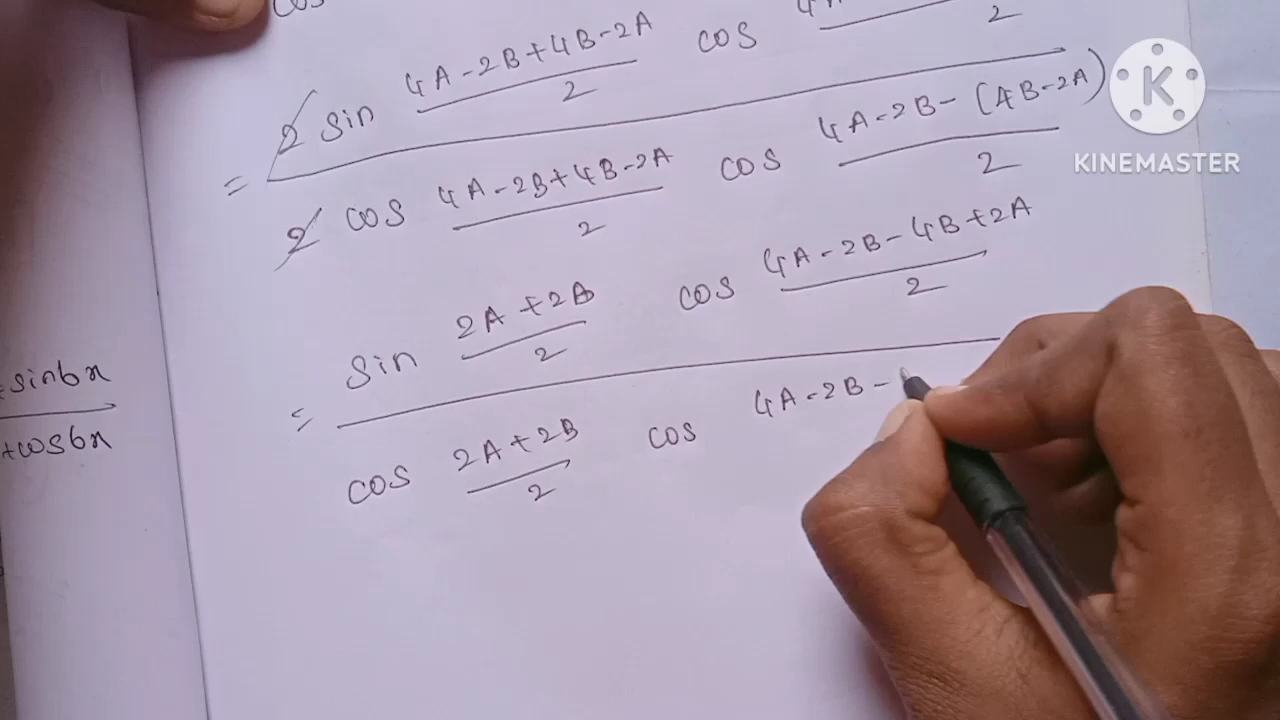 cos
2 sin 4A-2B+4B-2A/2 cos 2
= 2 cos 4A-2B+4B-2A/2 cos 4A-2B-(4B-2A)/2
KINEMASTER
sin 2A+2B/2 cos 4A-2B-4B+2A/2
= cos 2A+2B/2 cos 4A-2B-
sin6x
+cos6x